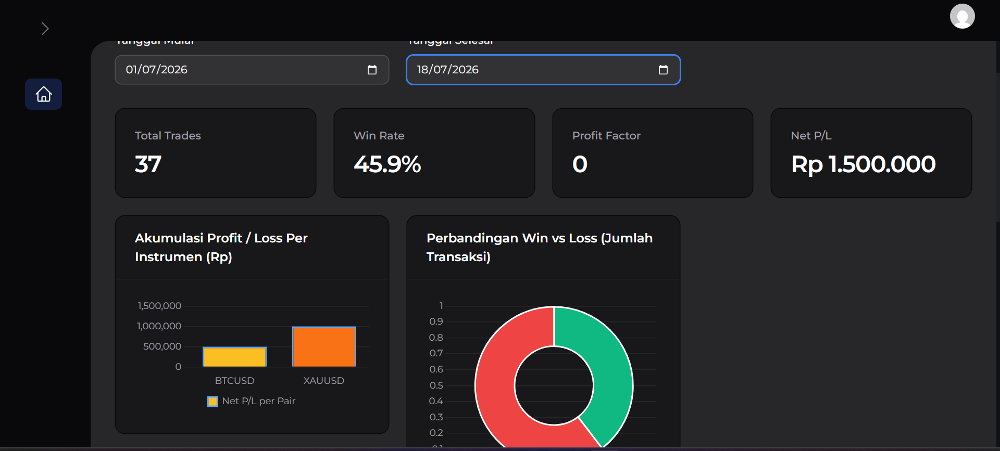 Tanggal Mulai
Tanggal Selesai
01/07/2026
18/07/2026
Total Trades
37
Win Rate
45.9%
Profit Factor
0
Net P/L
Rp 1.500.000
Akumulasi Profit / Loss Per
Instrumen (Rp)
1,500,000
1,000,000
500,000
0
BTCUSD
XAUUSD
Net P/L per Pair
Perbandingan Win vs Loss (Jumlah
Transaksi)
1
0.9
0.8
0.7
0.6
0.5
0.4
0.3
0.2
0.1